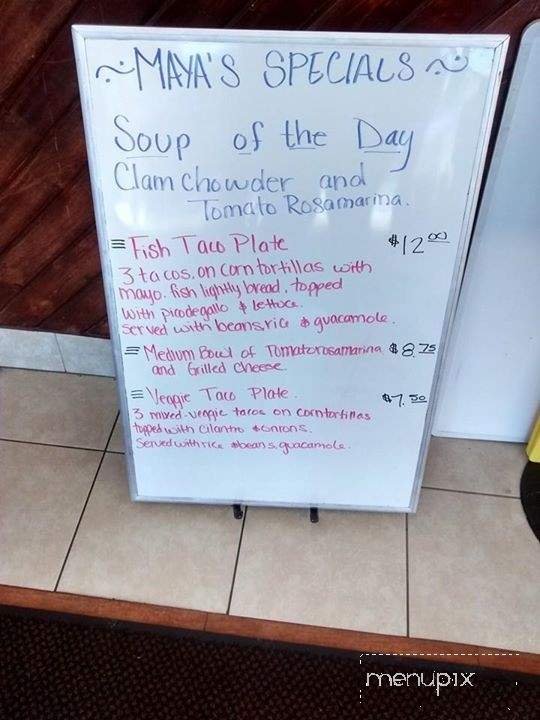 ~MAYA'S SPECIALS~
Soup of the Day
Clam Chowder and
Tomato Rosamarina.
Fish Taco Plate $12.00
3 tacos. on corn tortillas with
mayo. fish lightly bread, topped
with picodegallo & lettuce.
served with beans, rice & guacamole.
Medium Bowl of Tomatorosamarina $8.75
and Grilled Cheese
Veggie Taco Plate. $7.50
3 mixed-veggie tacos on corn tortillas
topped with cilantro & onions.
Served with rice & beans, guacamole.
menupix